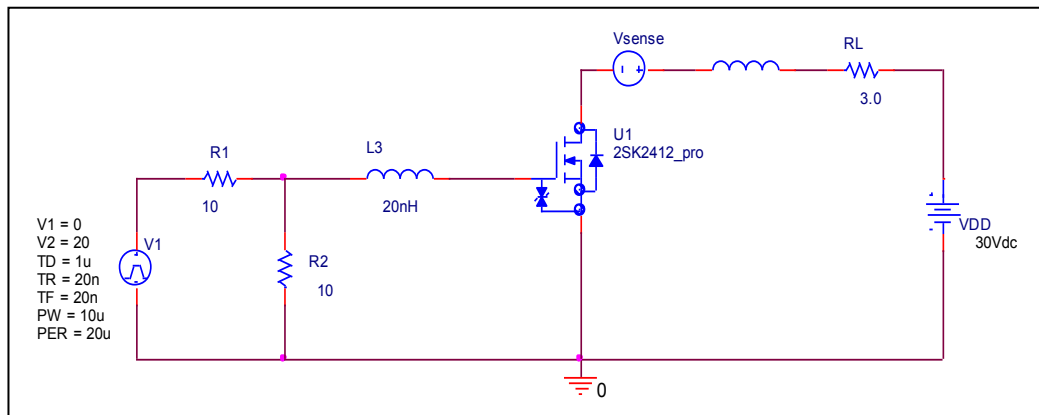 Vsense
RL
3.0
U1
2SK2412_pro
R1
10
L3
20nH
V1 = 0
V2 = 20
TD = 1u
TR = 20n
TF = 20n
PW = 10u
PER = 20u
V1
R2
10
VDD
30Vdc
0